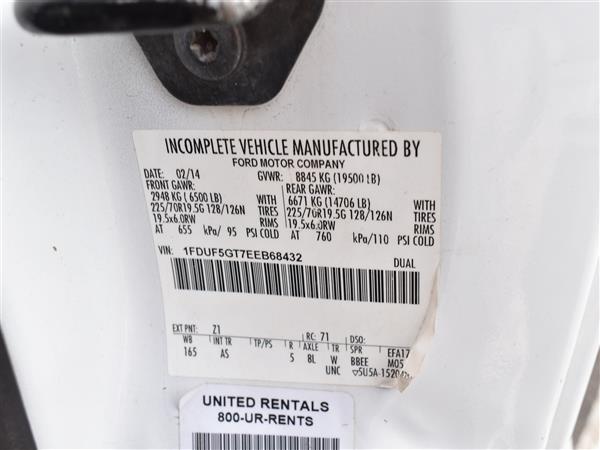 INCOMPLETE VEHICLE MANUFACTURED BY
FORD MOTOR COMPANY
DATE: 02/14 GVWR: 8845 KG (19500 LB)
FRONT GAWR: REAR GAWR:
2948 KG (6500 LB) WITH 6671 KG (14706 LB) WITH
225/70R19.5G 128/126N TIRES 225/70R19.5G 128/126N TIRES
19.5x6.0RW RIMS 19.5x6.0RW RIMS
AT 655 kPa/ 95 PSI COLD AT 760 kPa/110 PSI COLD
VIN: 1FDUF5GT7EEB68432 DUAL
EXT PNT: Z1 RC: 71 DSO:
WB INT TR TP/PS R AXLE TR SPR EFA17
165 AS 5 BL W BBEE M05
UNC
UNITED RENTALS
800-UR-RENTS